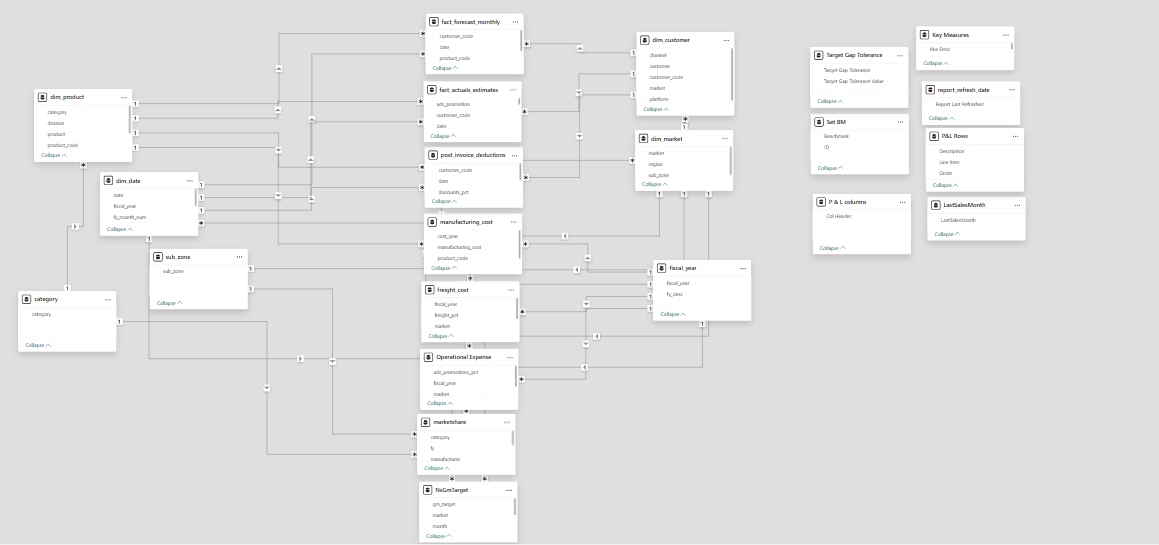 fact_forecast_monthly
customer_code
date
product_code
Collapse
dim_customer
channel
customer
customer_code
market
platform
Collapse
Target Gap Tolerance
Target Gap Tolerance
Target Gap Tolerance Value
Collapse
Key Measures
Abs Error
Collapse
dim_product
category
division
product
product_code
Collapse
fact_actuals_estimates
ads_promotion
customer_code
date
Collapse
report_refresh_date
Report Last Refreshed
Collapse
Set BM
Benchmark
ID
Collapse
dim_market
market
region
sub_zone
Collapse
P&L Rows
Description
Line Item
Order
Collapse
post_invoice_deductions
customer_code
date
discounts_pct
Collapse
dim_date
date
fiscal_year
fy_month_num
Collapse
manufacturing_cost
cost_year
manufacturing_cost
product_code
Collapse
P & L columns
Col Header
Collapse
LastSalesMonth
LastSalesMonth
Collapse
sub_zone
sub_zone
Collapse
fiscal_year
fiscal_year
fy_desc
Collapse
category
category
Collapse
freight_cost
fiscal_year
freight_pct
market
Collapse
Operational Expense
ads_promotions_pct
fiscal_year
market
Collapse
marketshare
category
fy
manufacturer
Collapse
NsGmTarget
gm_target
market
month
Collapse